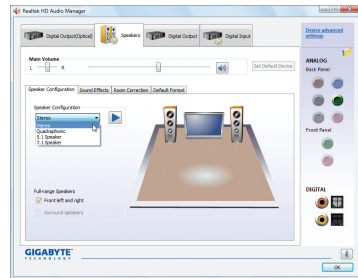 Realtek HD Audio Manager
Digital Output(Optical)
Speakers
Digital Output
Digital Input
Device advanced
settings
Main Volume
L
R
Set Default Device
ANALOG
Back Panel
Speaker Configuration
Sound Effects
Room Correction
Default Format
Speaker Configuration
Stereo
Stereo
Quadraphonic
5.1 Speaker
7.1 Speaker
Front Panel
Full-range Speakers
Front left and right
Surround speakers
DIGITAL
GIGABYTE
TECHNOLOGY
OK